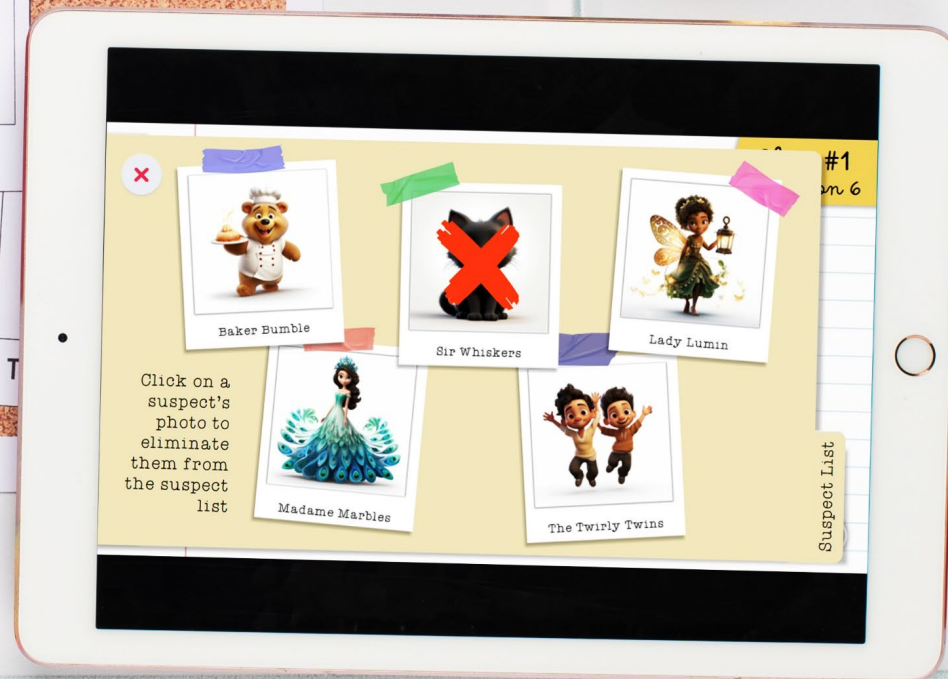 #1
6
Baker Bumble
Sir Whiskers
Lady Lumin
Click on a
suspect's
photo to
eliminate
them from
the suspect
list
Madame Marbles
The Twirly Twins
Suspect List
T